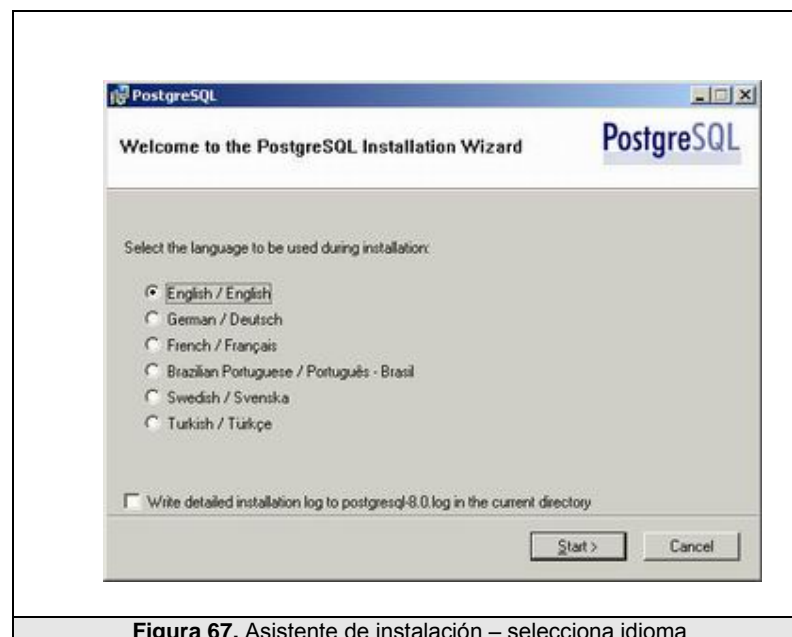 PostgreSQL
Welcome to the PostgreSQL Installation Wizard
PostgreSQL
Select the language to be used during installation:
English / English
German / Deutsch
French / Français
Brazilian Portuguese / Português - Brasil
Swedish / Svenska
Turkish / Türkçe
Write detailed installation log to postgresql-8.0.log in the current directory
Start >
Cancel
Figura 67. Asistente de instalación – selecciona idioma